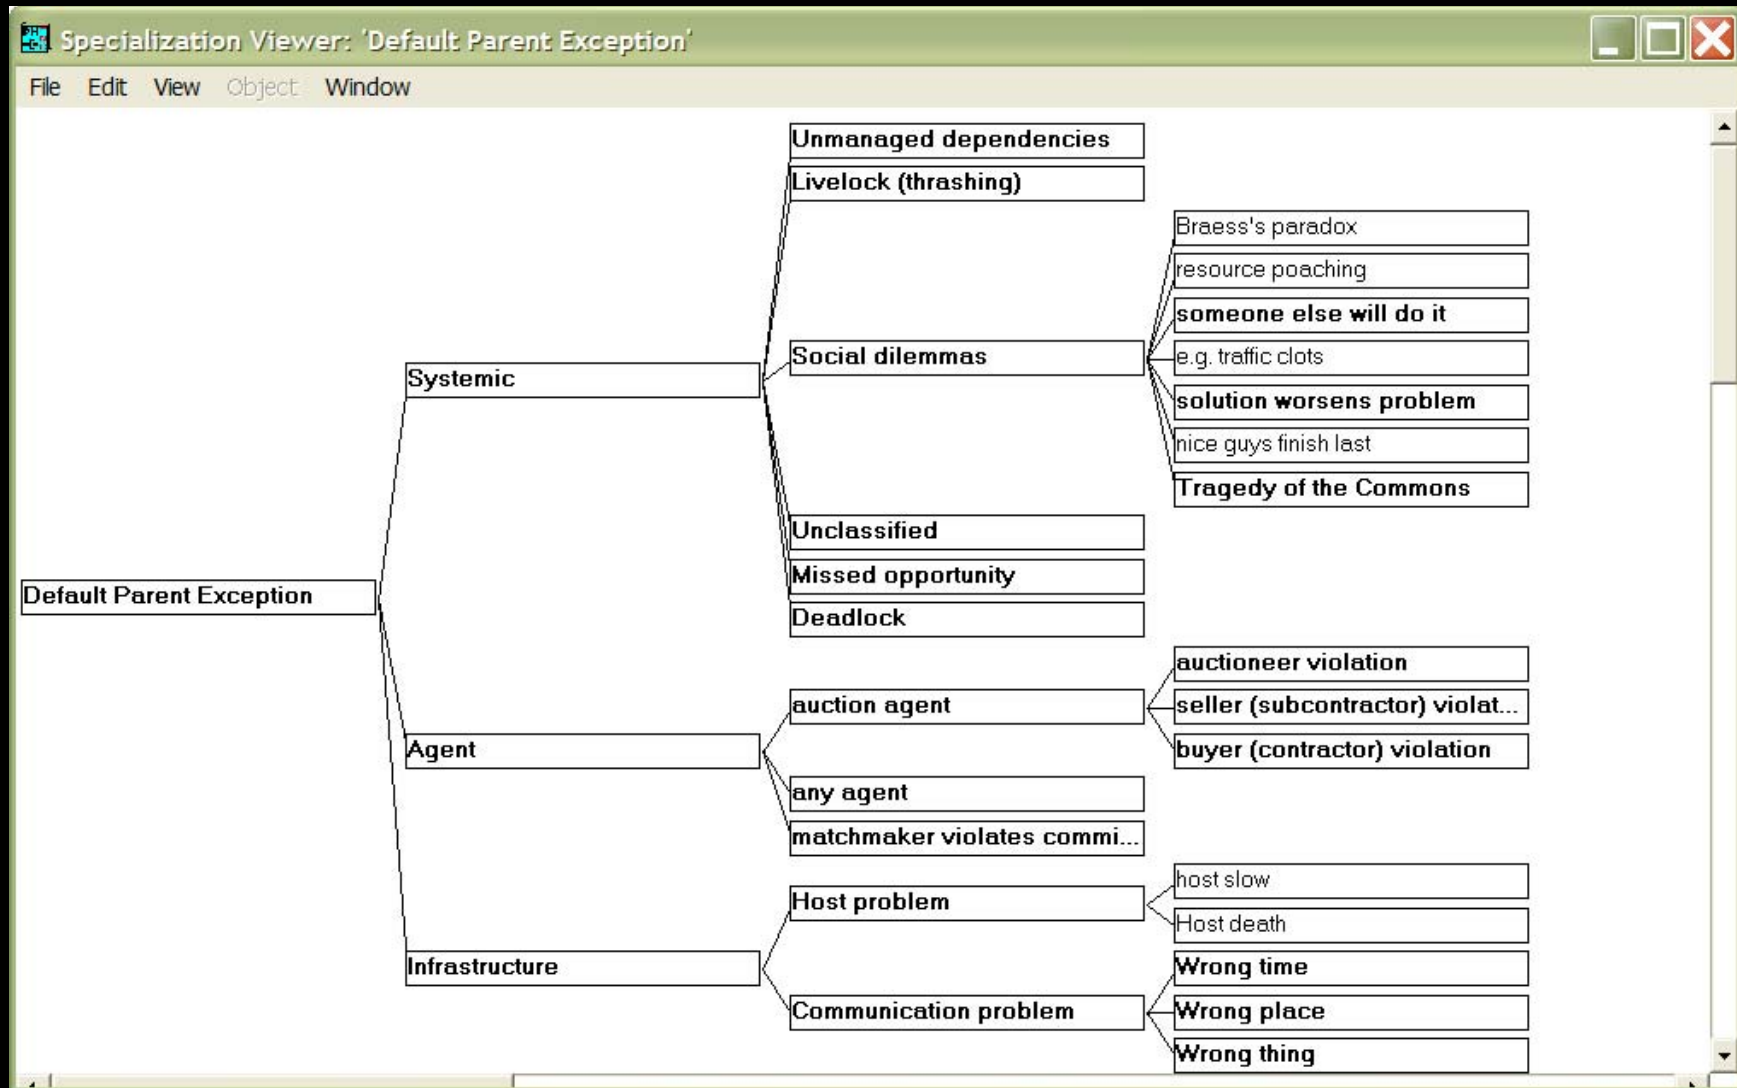 Specialization Viewer: 'Default Parent Exception'
File Edit View Object Window
Unmanaged dependencies
Livelock (thrashing)
Braess's paradox
resource poaching
someone else will do it
Social dilemmas
e.g. traffic clots
Systemic
solution worsens problem
nice guys finish last
Tragedy of the Commons
Unclassified
Missed opportunity
Default Parent Exception
Deadlock
auctioneer violation
auction agent
seller (subcontractor) violat...
Agent
buyer (contractor) violation
any agent
matchmaker violates commi...
host slow
Host problem
Host death
Infrastructure
Wrong time
Communication problem
Wrong place
Wrong thing